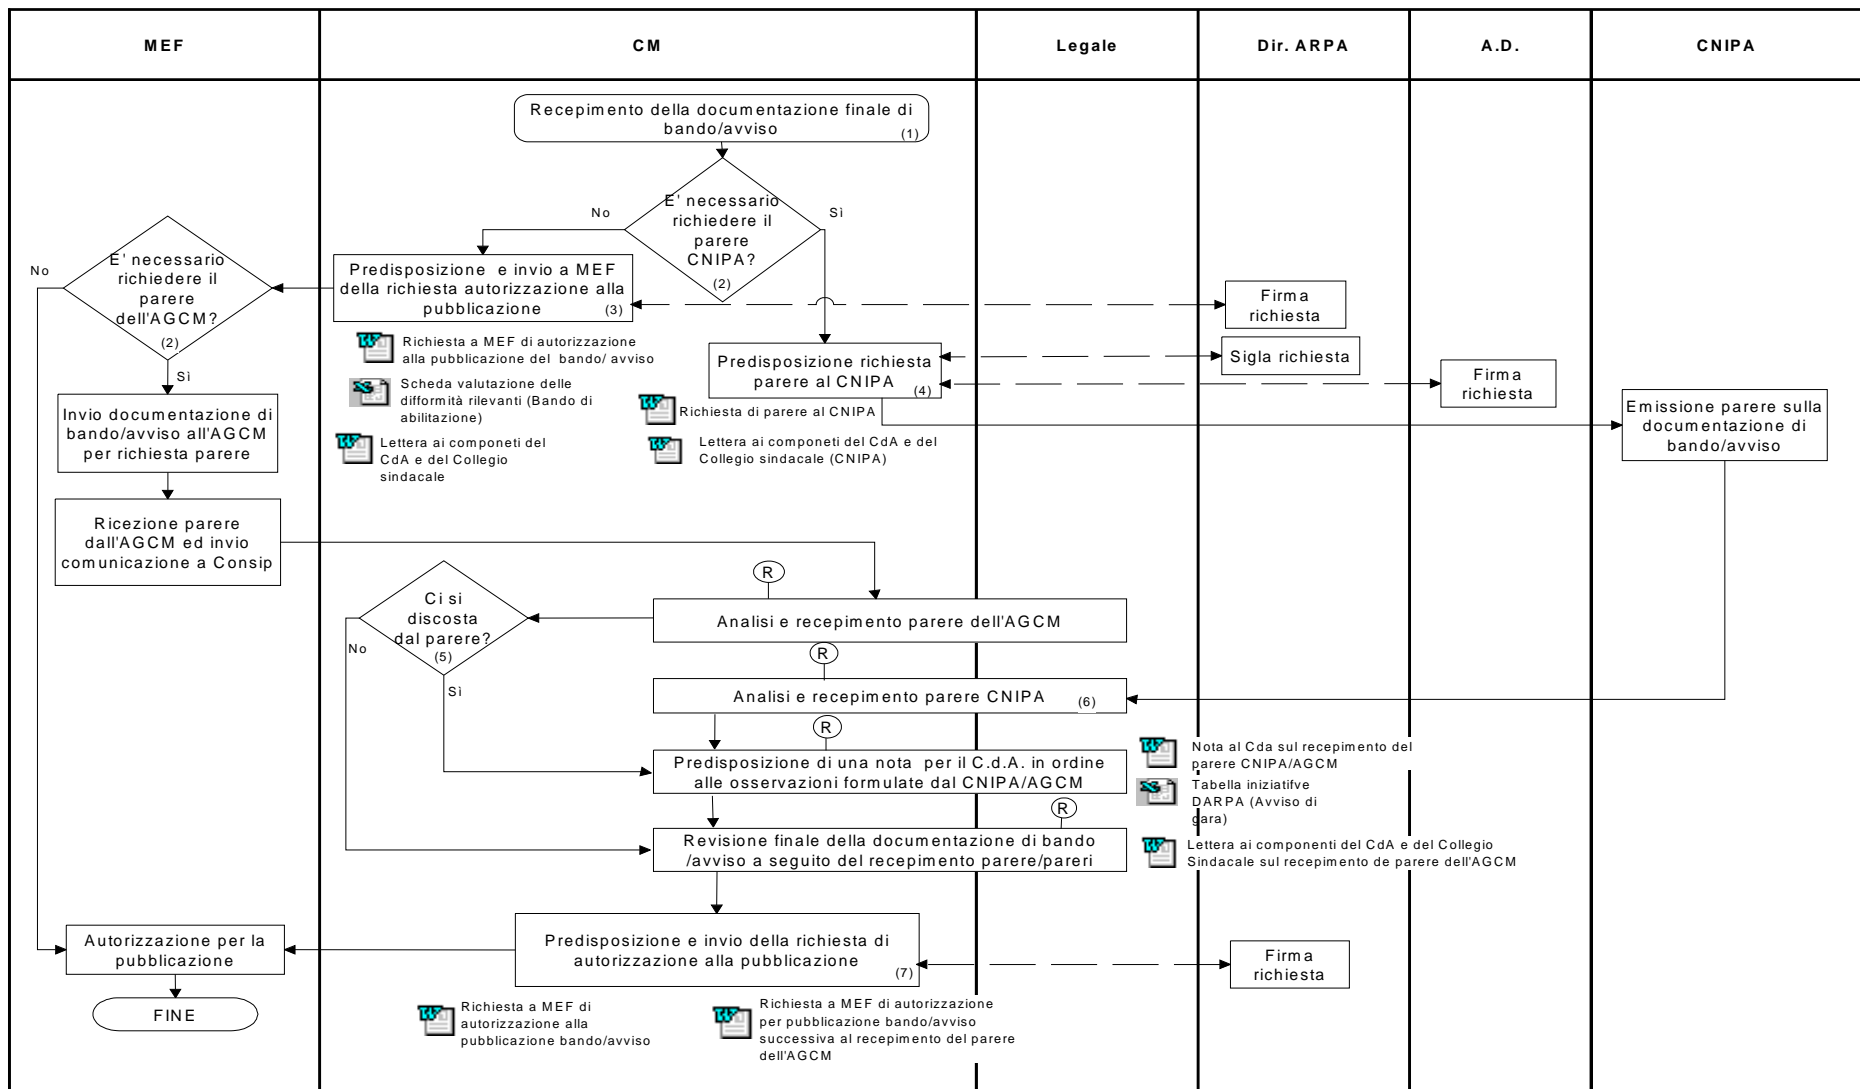 MEF
CM
Legale
Dir. ARPA
A.D.
CNIPA
Recepimento della documentazione finale di
bando/avviso
(1)
E' necessario
richiedere il
parere
CNIPA?
(2)
No
Sì
E' necessario
richiedere il
parere
dell'AGCM?
(2)
No
Sì
Predisposizione e invio a MEF
della richiesta autorizzazione alla
pubblicazione
(3)
Firma
richiesta
Richiesta a MEF di autorizzazione
alla pubblicazione del bando/ avviso
Scheda valutazione delle
difformità rilevanti (Bando di
abilitazione)
Lettera ai componeti del
CdA e del Collegio
sindacale
Predisposizione richiesta
parere al CNIPA
(4)
Sigla richiesta
Firma
richiesta
Richiesta di parere al CNIPA
Lettera ai componeti del CdA e del
Collegio sindacale (CNIPA)
Emissione parere sulla
documentazione di
bando/avviso
Invio documentazione di
bando/avviso all'AGCM
per richiesta parere
Ricezione parere
dall'AGCM ed invio
comunicazione a Consip
R
Ci si
discosta
dal parere?
(5)
No
Sì
Analisi e recepimento parere dell'AGCM
R
Analisi e recepimento parere CNIPA
(6)
R
Predisposizione di una nota per il C.d.A. in ordine
alle osservazioni formulate dal CNIPA/AGCM
Nota al Cda sul recepimento del
parere CNIPA/AGCM
Tabella iniziatifve
DARPA (Avviso di
gara)
R
Revisione finale della documentazione di bando
/avviso a seguito del recepimento parere/pareri
Lettera ai componenti del CdA e del Collegio
Sindacale sul recepimento de parere dell'AGCM
Autorizzazione per la
pubblicazione
Predisposizione e invio della richiesta di
autorizzazione alla pubblicazione
(7)
Firma
richiesta
FINE
Richiesta a MEF di
autorizzazione alla
pubblicazione bando/avviso
Richiesta a MEF di autorizzazione
per pubblicazione bando/avviso
successiva al recepimento del parere
dell'AGCM